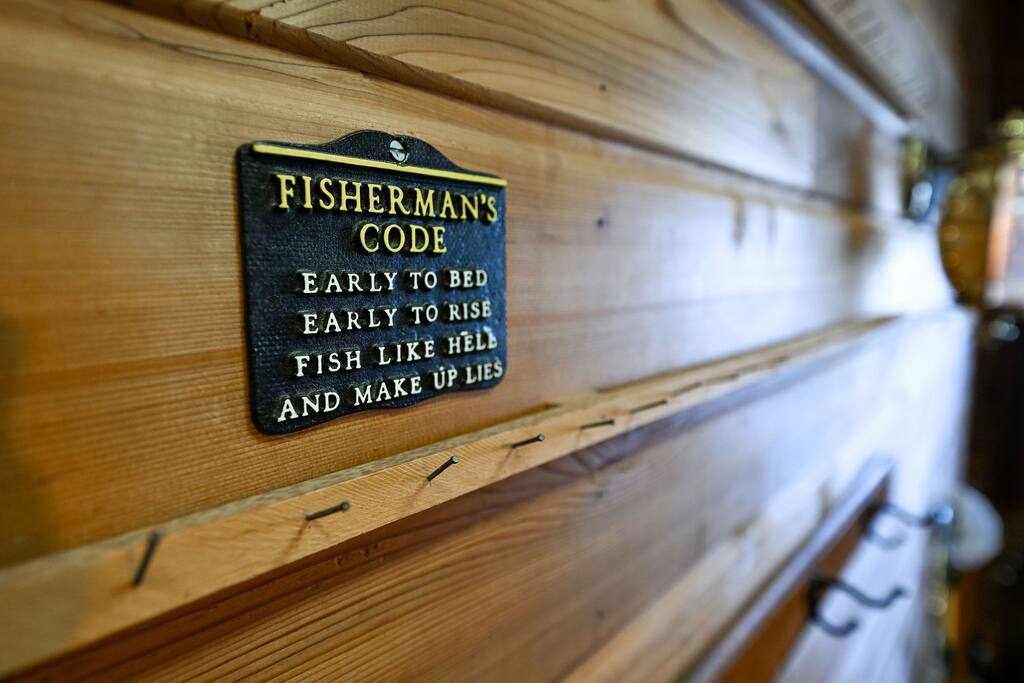 FISHERMAN'S
CODE
EARLY TO BED
EARLY TO RISE
FISH LIKE HELL
AND MAKE UP LIES